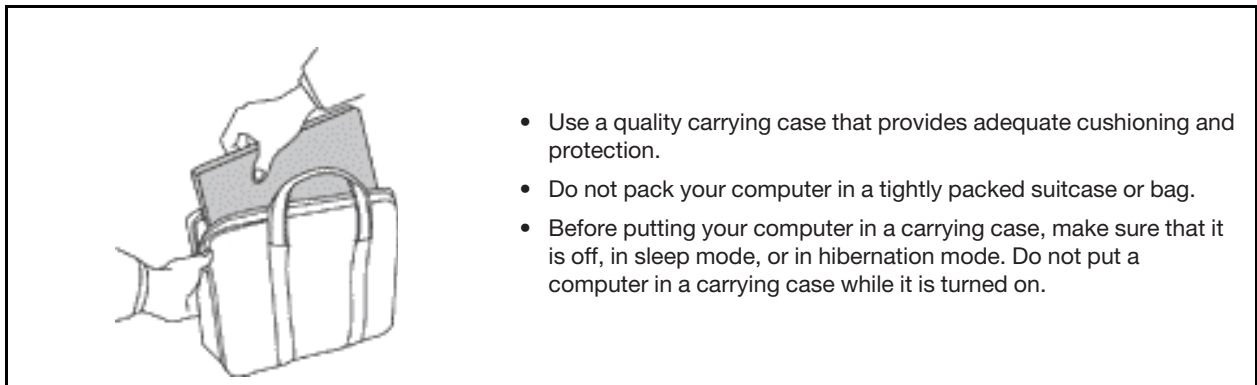 • Use a quality carrying case that provides adequate cushioning and
protection.
• Do not pack your computer in a tightly packed suitcase or bag.
• Before putting your computer in a carrying case, make sure that it
is off, in sleep mode, or in hibernation mode. Do not put a
computer in a carrying case while it is turned on.